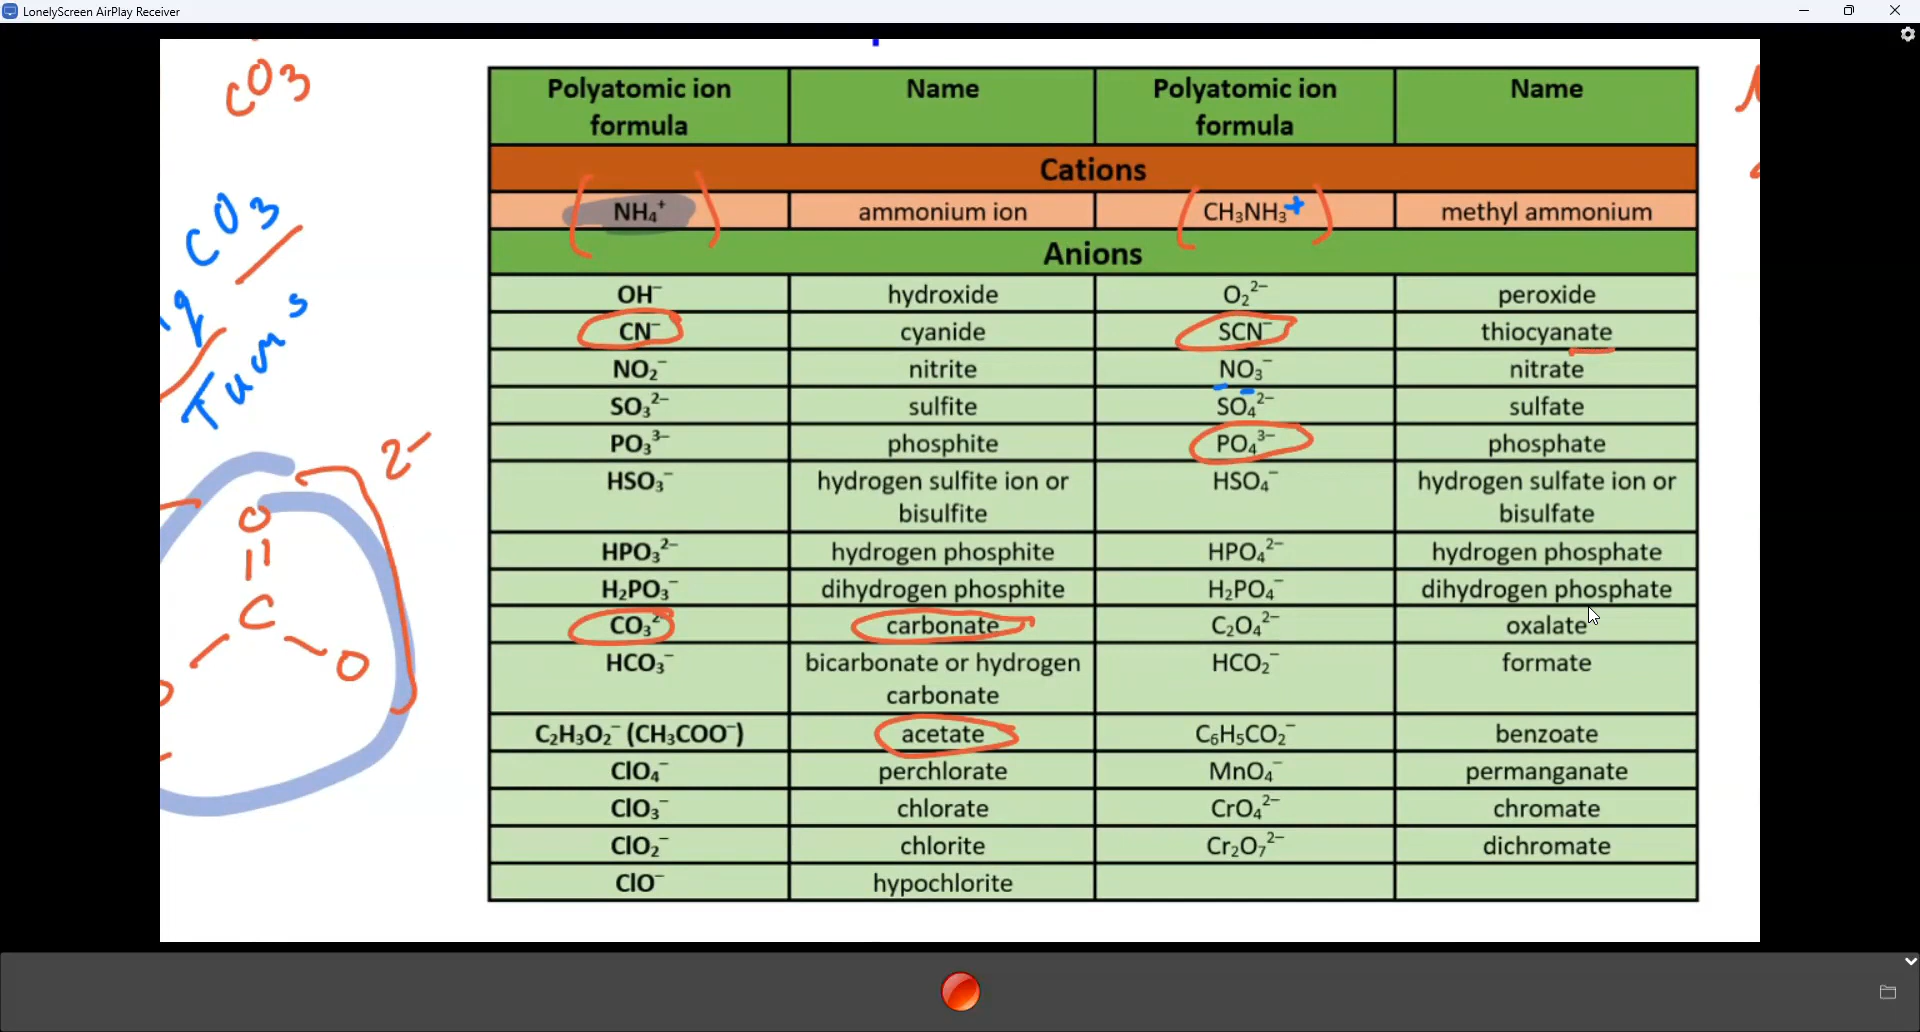 LonelyScreen AirPlay Receiver
CO3
CO3
Tums
2-
O
C
O
Polyatomic ion formula | Name | Polyatomic ion formula | Name
Cations
NH₄⁺ | ammonium ion | CH₃NH₃+ | methyl ammonium
Anions
OH⁻ | hydroxide | O₂²⁻ | peroxide
CN⁻ | cyanide | SCN⁻ | thiocyanate
NO₂⁻ | nitrite | NO₃⁻ | nitrate
SO₃²⁻ | sulfite | SO₄²⁻ | sulfate
PO₃³⁻ | phosphite | PO₄³⁻ | phosphate
HSO₃⁻ | hydrogen sulfite ion or bisulfite | HSO₄⁻ | hydrogen sulfate ion or bisulfate
HPO₃²⁻ | hydrogen phosphite | HPO₄²⁻ | hydrogen phosphate
H₂PO₃⁻ | dihydrogen phosphite | H₂PO₄⁻ | dihydrogen phosphate
CO₃²⁻ | carbonate | C₂O₄²⁻ | oxalate
HCO₃⁻ | bicarbonate or hydrogen carbonate | HCO₂⁻ | formate
C₂H₃O₂⁻ (CH₃COO⁻) | acetate | C₆H₅CO₂⁻ | benzoate
ClO₄⁻ | perchlorate | MnO₄⁻ | permanganate
ClO₃⁻ | chlorate | CrO₄²⁻ | chromate
ClO₂⁻ | chlorite | Cr₂O₇²⁻ | dichromate
ClO⁻ | hypochlorite